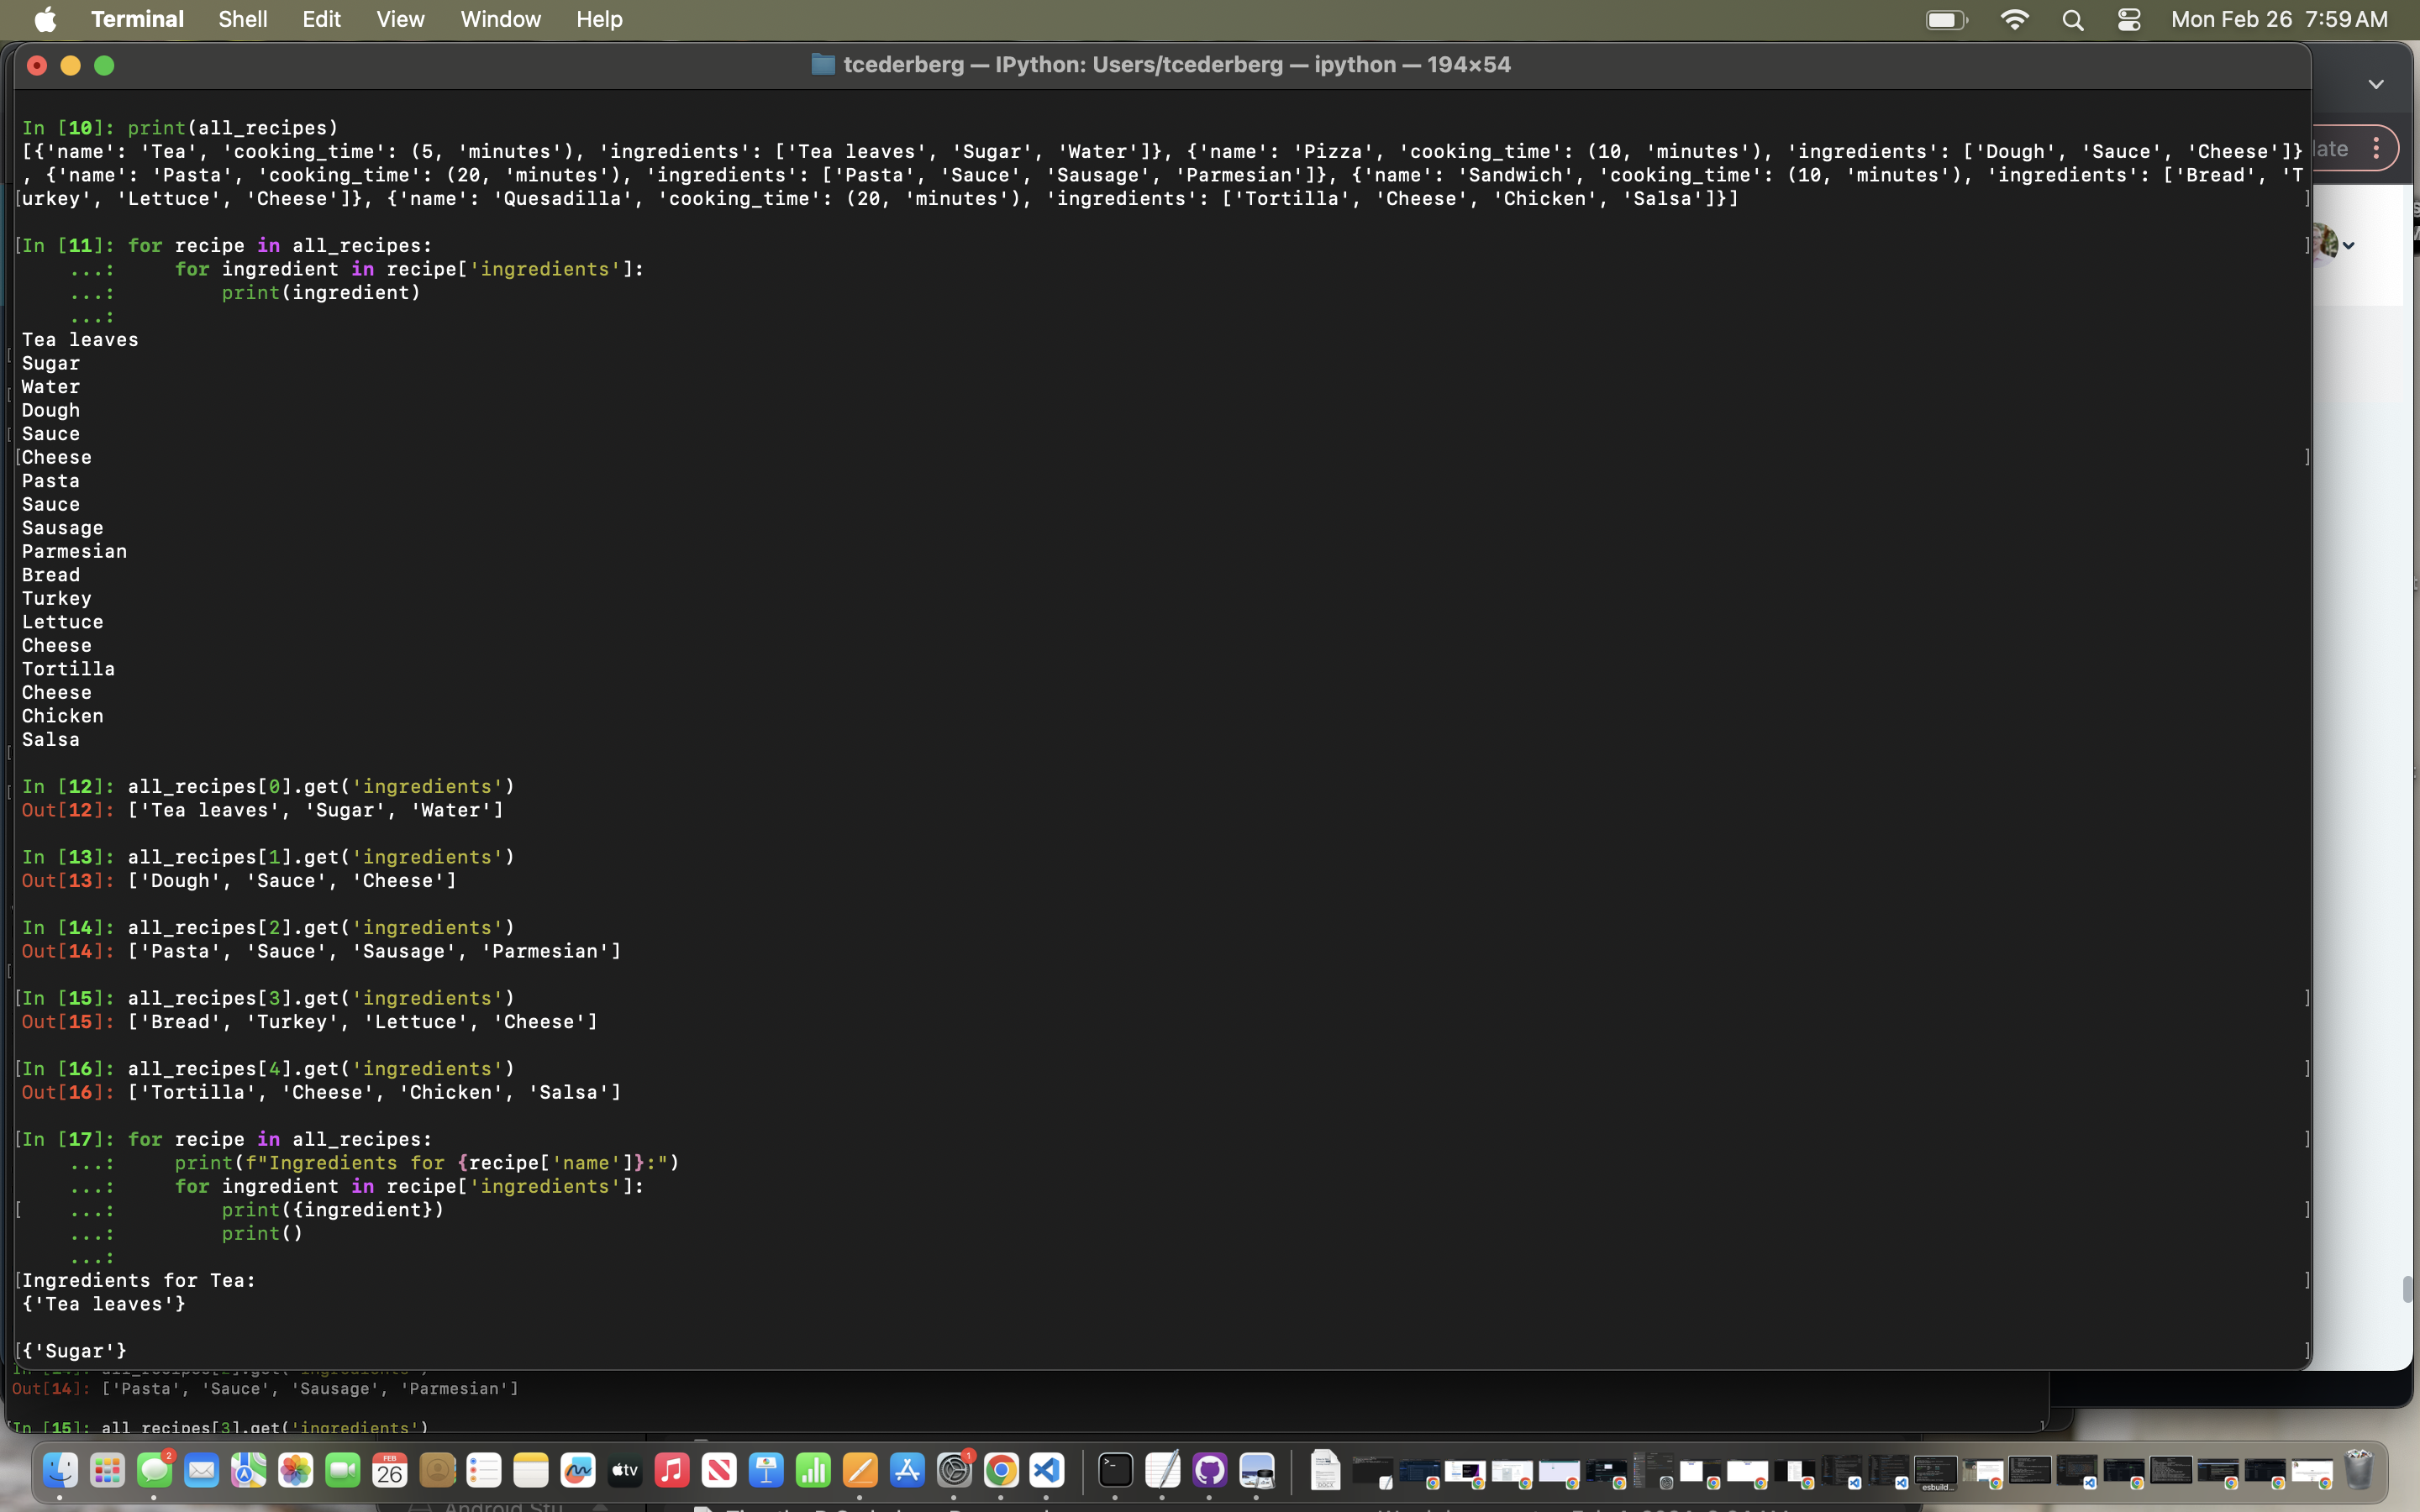 Terminal Shell Edit View Window Help Mon Feb 26 7:59 AM
tcederberg — IPython: Users/tcederberg — ipython — 194×54
In [10]: print(all_recipes)
[{'name': 'Tea', 'cooking_time': (5, 'minutes'), 'ingredients': ['Tea leaves', 'Sugar', 'Water']}, {'name': 'Pizza', 'cooking_time': (10, 'minutes'), 'ingredients': ['Dough', 'Sauce', 'Cheese']}
, {'name': 'Pasta', 'cooking_time': (20, 'minutes'), 'ingredients': ['Pasta', 'Sauce', 'Sausage', 'Parmesian']}, {'name': 'Sandwich', 'cooking_time': (10, 'minutes'), 'ingredients': ['Bread', 'T
urkey', 'Lettuce', 'Cheese']}, {'name': 'Quesadilla', 'cooking_time': (20, 'minutes'), 'ingredients': ['Tortilla', 'Cheese', 'Chicken', 'Salsa']}]
In [11]: for recipe in all_recipes:
...: for ingredient in recipe['ingredients']:
...: print(ingredient)
...:
Tea leaves
Sugar
Water
Dough
Sauce
Cheese
Pasta
Sauce
Sausage
Parmesian
Bread
Turkey
Lettuce
Cheese
Tortilla
Cheese
Chicken
Salsa
In [12]: all_recipes[0].get('ingredients')
Out[12]: ['Tea leaves', 'Sugar', 'Water']
In [13]: all_recipes[1].get('ingredients')
Out[13]: ['Dough', 'Sauce', 'Cheese']
In [14]: all_recipes[2].get('ingredients')
Out[14]: ['Pasta', 'Sauce', 'Sausage', 'Parmesian']
In [15]: all_recipes[3].get('ingredients')
Out[15]: ['Bread', 'Turkey', 'Lettuce', 'Cheese']
In [16]: all_recipes[4].get('ingredients')
Out[16]: ['Tortilla', 'Cheese', 'Chicken', 'Salsa']
In [17]: for recipe in all_recipes:
...: print(f"Ingredients for {recipe['name']}:")
...: for ingredient in recipe['ingredients']:
...: print({ingredient})
...: print()
...:
Ingredients for Tea:
{'Tea leaves'}
{'Sugar'}
Out[14]: ['Pasta', 'Sauce', 'Sausage', 'Parmesian']
In [15]: all_recipes[3].get('ingredients')
2
FEB
26
tv
1
esbuild...